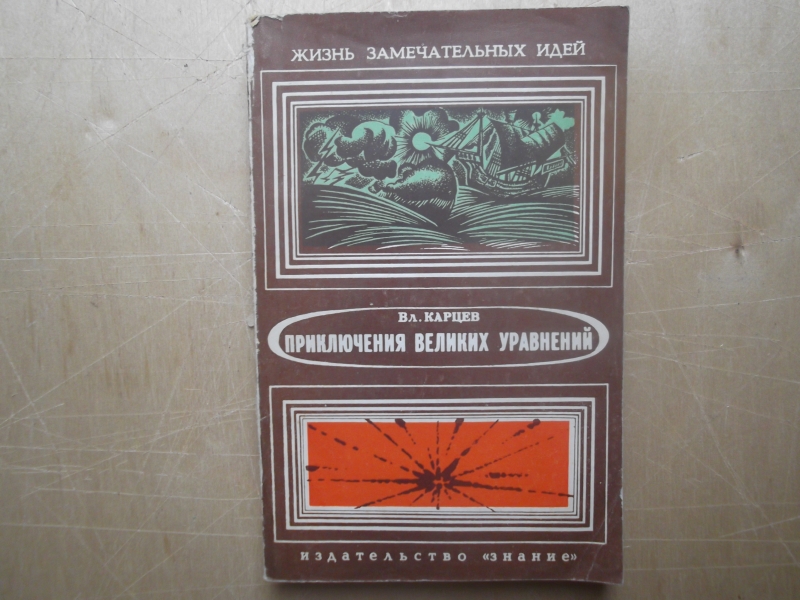 ЖИЗНЬ ЗАМЕЧАТЕЛЬНЫХ ИДЕЙ
Вл. КАРЦЕВ
ПРИКЛЮЧЕНИЯ ВЕЛИКИХ УРАВНЕНИЙ
ИЗДАТЕЛЬСТВО «ЗНАНИЕ»